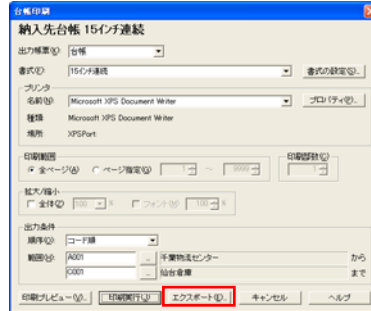 台帳印刷
納入先台帳 15インチ連続
出力帳票(K) 台帳
書式(F) 15インチ連続 書式の設定(S)...
プリンタ
名前(N) Microsoft XPS Document Writer プロパティ(R)...
種類 Microsoft XPS Document Writer
場所 XPSPort:
印刷範囲 印刷部数(C)
全ページ(A) ページ指定(G) 1 ～ 9999 1
拡大/縮小
全体(Z) 100 % フォント(B) 100 %
出力条件
順序(O) コード順
範囲(H) A001 ... 千葉物流センター から
C001 ... 仙台倉庫 まで
印刷プレビュー(V)... 印刷実行(J) エクスポート(E)... キャンセル ヘルプ